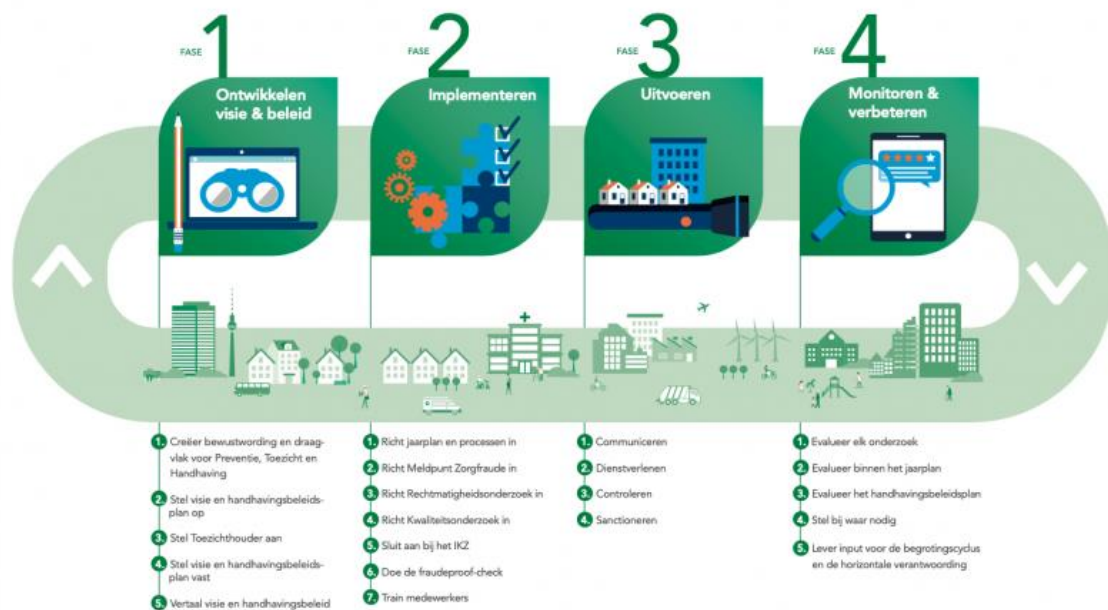 FASE 1
Ontwikkelen
visie & beleid
FASE 2
Implementeren
FASE 3
Uitvoeren
FASE 4
Monitoren &
verbeteren
1. Creëer bewustwording en draag-
vlak voor Preventie, Toezicht en
Handhaving
2. Stel visie en handhavingsbeleids-
plan op
3. Stel Toezichthouder aan
4. Stel visie en handhavingsbeleids-
plan vast
5. Vertaal visie en handhavingsbeleid
1. Richt jaarplan en processen in
2. Richt Meldpunt Zorgfraude in
3. Richt Rechtmatigheidsonderzoek in
4. Richt Kwaliteitsonderzoek in
5. Sluit aan bij het IKZ
6. Doe de fraudeproof-check
7. Train medewerkers
1. Communiceren
2. Dienstverlenen
3. Controleren
4. Sanctioneren
1. Evalueer elk onderzoek
2. Evalueer binnen het jaarplan
3. Evalueer het handhavingsbeleidsplan
4. Stel bij waar nodig
5. Lever input voor de begrotingscyclus
en de horizontale verantwoording